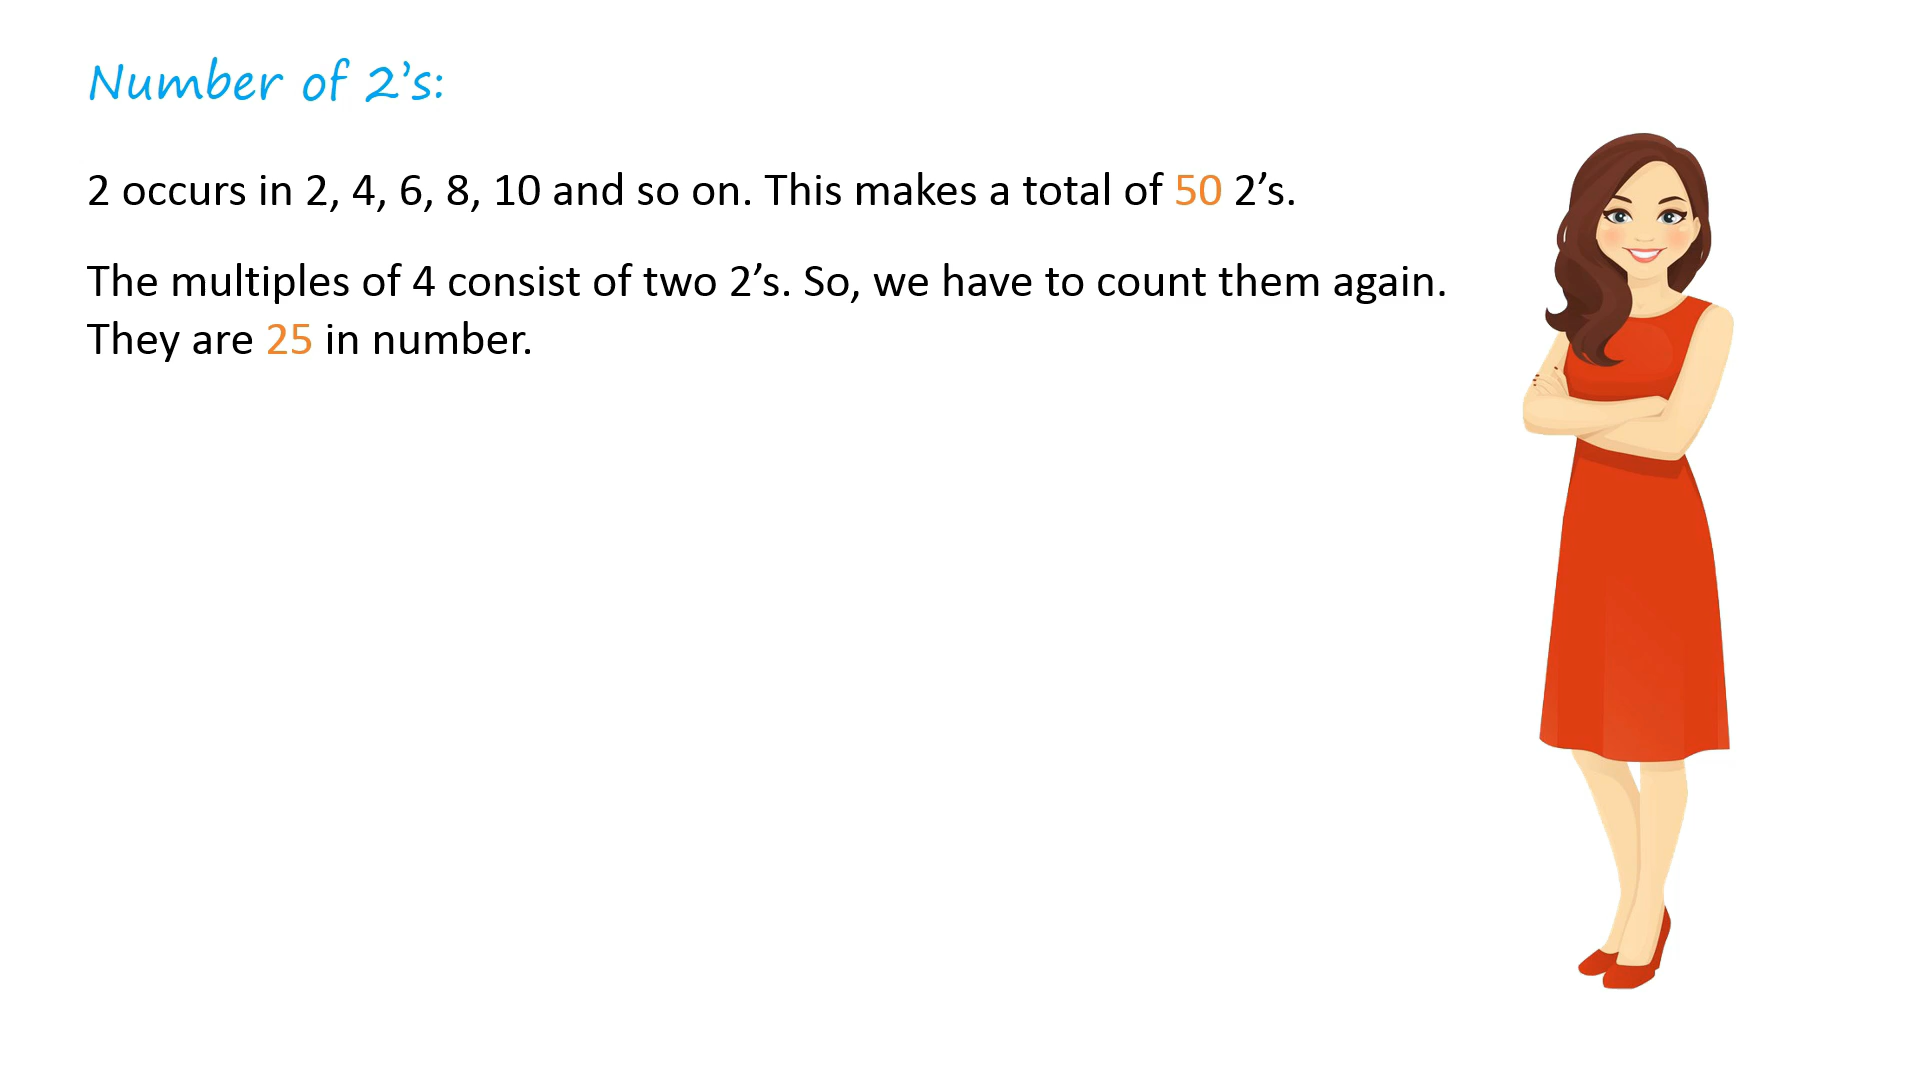 Number of 2’s:
2 occurs in 2, 4, 6, 8, 10 and so on. This makes a total of 50 2’s.
The multiples of 4 consist of two 2’s. So, we have to count them again.
They are 25 in number.